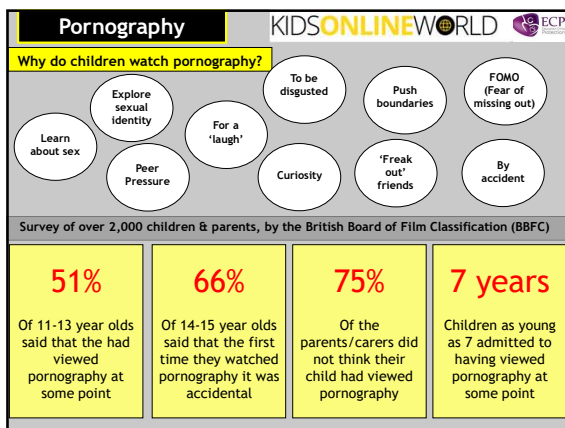 Pornography
KIDSONLINEWORLD
ECP
Why do children watch pornography?
Learn
about sex
Explore
sexual
identity
Peer
Pressure
For a
‘laugh’
To be
disgusted
Curiosity
Push
boundaries
‘Freak
out’
friends
FOMO
(Fear of
missing out)
By
accident
Survey of over 2,000 children & parents, by the British Board of Film Classification (BBFC)
51%
Of 11-13 year olds
said that the had
viewed
pornography at
some point
66%
Of 14-15 year olds
said that the first
time they watched
pornography it was
accidental
75%
Of the
parents/carers did
not think their
child had viewed
pornography
7 years
Children as young
as 7 admitted to
having viewed
pornography at
some point